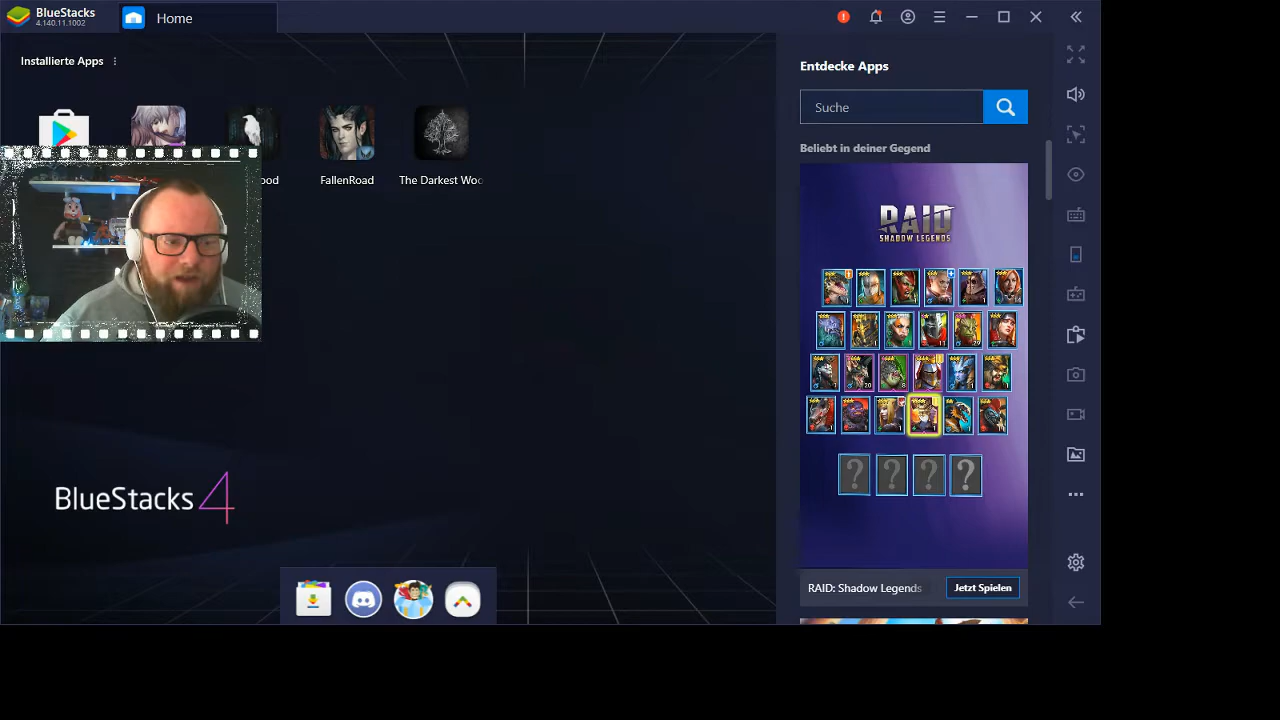 BlueStacks
4.140.11.1002
Home
Installierte Apps
FallenRoad
The Darkest Woo
Entdecke Apps
Suche
Beliebt in deiner Gegend
RAID
SHADOW LEGENDS
BlueStacks 4
RAID: Shadow Legends
Jetzt Spielen